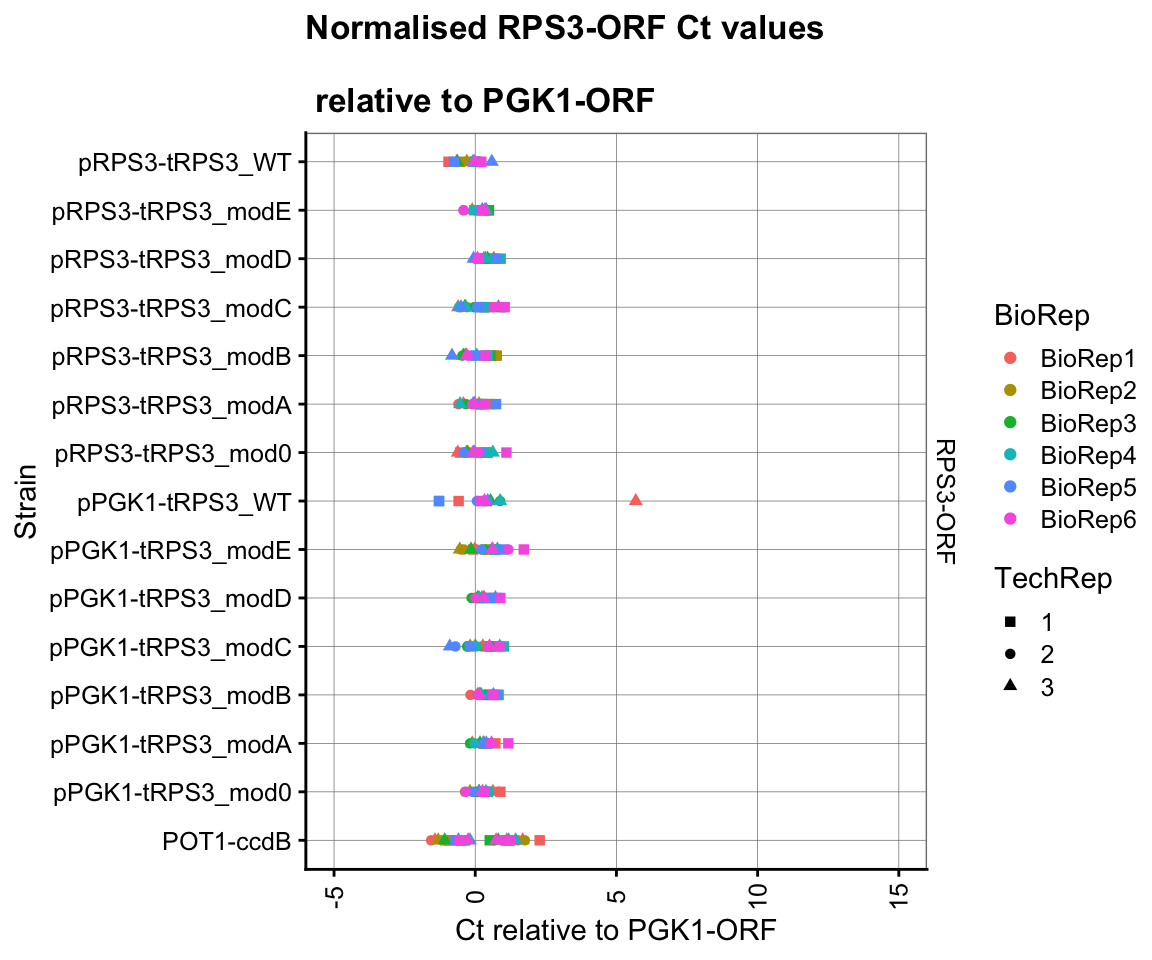 Normalised RPS3-ORF Ct values
relative to PGK1-ORF
Strain
pRPS3-tRPS3_WT
pRPS3-tRPS3_modE
pRPS3-tRPS3_modD
pRPS3-tRPS3_modC
pRPS3-tRPS3_modB
pRPS3-tRPS3_modA
pRPS3-tRPS3_mod0
pPGK1-tRPS3_WT
pPGK1-tRPS3_modE
pPGK1-tRPS3_modD
pPGK1-tRPS3_modC
pPGK1-tRPS3_modB
pPGK1-tRPS3_modA
pPGK1-tRPS3_mod0
POT1-ccdB
-5 0 5 10 15
Ct relative to PGK1-ORF
RPS3-ORF
BioRep
BioRep1
BioRep2
BioRep3
BioRep4
BioRep5
BioRep6
TechRep
1
2
3